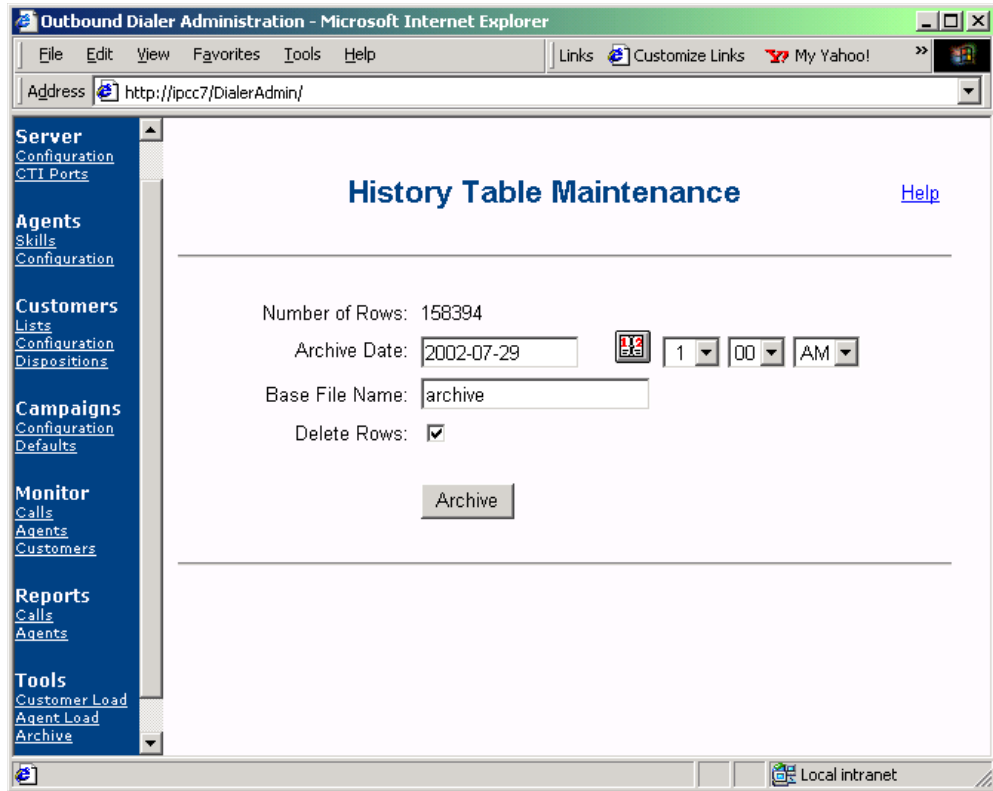 Outbound Dialer Administration - Microsoft Internet Explorer
File Edit View Favorites Tools Help Links Customize Links My Yahoo! »
Address http://ipcc7/DialerAdmin/
Server
Configuration
CTI Ports
Agents
Skills
Configuration
Customers
Lists
Configuration
Dispositions
Campaigns
Configuration
Defaults
Monitor
Calls
Agents
Customers
Reports
Calls
Agents
Tools
Customer Load
Agent Load
Archive
History Table Maintenance Help
Number of Rows: 158394
Archive Date: 2002-07-29 1 00 AM
Base File Name: archive
Delete Rows:
Archive
Local intranet